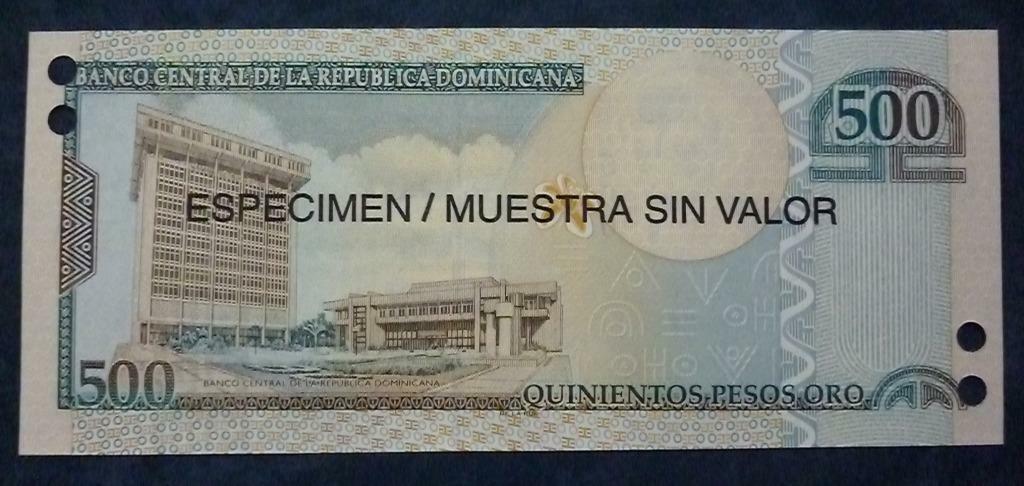 BANCO CENTRAL DE LA REPUBLICA DOMINICANA
500
ESPECIMEN / MUESTRA SIN VALOR
500
BANCO CENTRAL DE LA REPUBLICA DOMINICANA
QUINIENTOS PESOS ORO